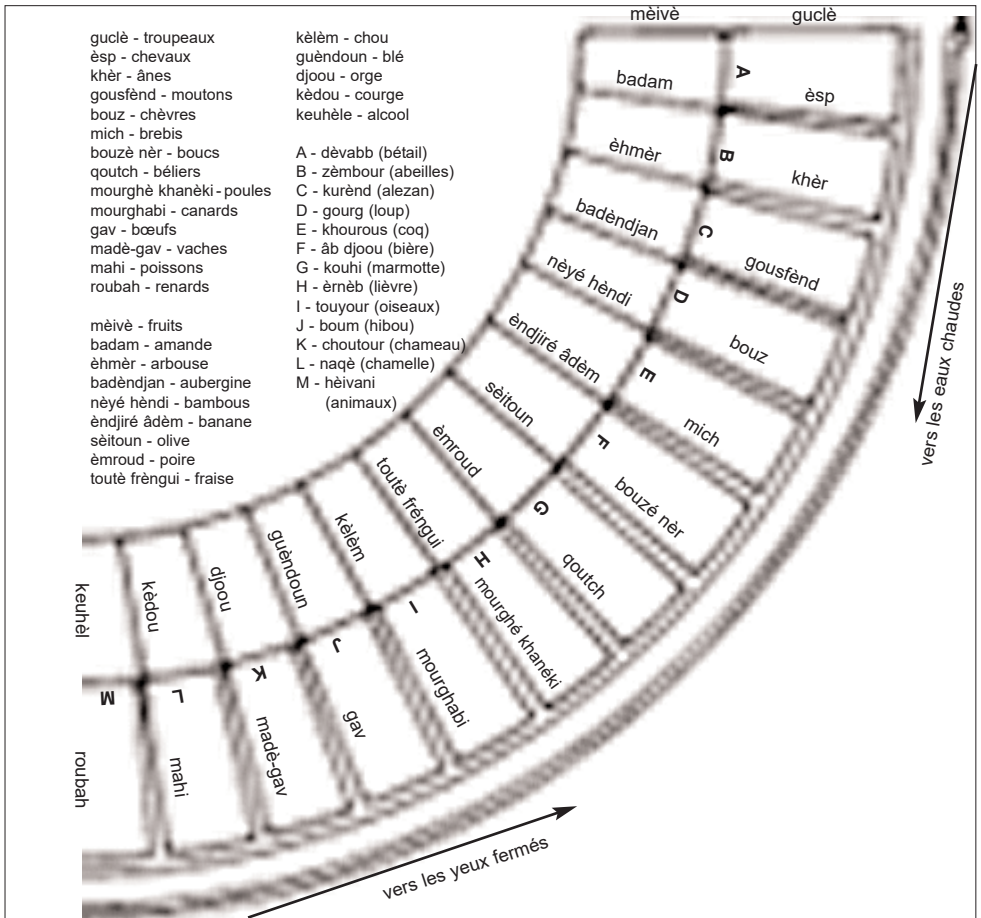 mèivè
guclè
guclè - troupeaux
èsp - chevaux
khèr - ânes
gousfènd - moutons
bouz - chèvres
mich - brebis
bouzè nèr - boucs
qoutch - béliers
mourghè khanèki - poules
mourghabi - canards
gav - bœufs
madè-gav - vaches
mahi - poissons
roubah - renards
mèivè - fruits
badam - amande
èhmèr - arbouse
badèndjan - aubergine
nèyé hèndi - bambous
èndjiré âdèm - banane
sèitoun - olive
èmroud - poire
toutè frèngui - fraise
kèlèm - chou
guèndoun - blé
djoou - orge
kèdou - courge
keuhèle - alcool
A - dèvabb (bétail)
B - zèmbour (abeilles)
C - kurènd (alezan)
D - gourg (loup)
E - khourous (coq)
F - âb djoou (bière)
G - kouhi (marmotte)
H - èrnèb (lièvre)
I - touyour (oiseaux)
J - boum (hibou)
K - choutour (chameau)
L - naqè (chamelle)
M - hèivani
(animaux)
badam
A
èsp
èhmèr
B
khèr
badèndjan
C
gousfènd
nèyé hèndi
D
bouz
èndjiré âdèm
E
mich
sèitoun
F
bouzé nèr
èmroud
G
qoutch
toutè fréngui
H
mourghé khanéki
kèlèm
I
mourghabi
guèndoun
J
gav
djoou
K
madè-gav
kèdou
L
mahi
keuhèl
M
roubah
vers les eaux chaudes
vers les yeux fermés